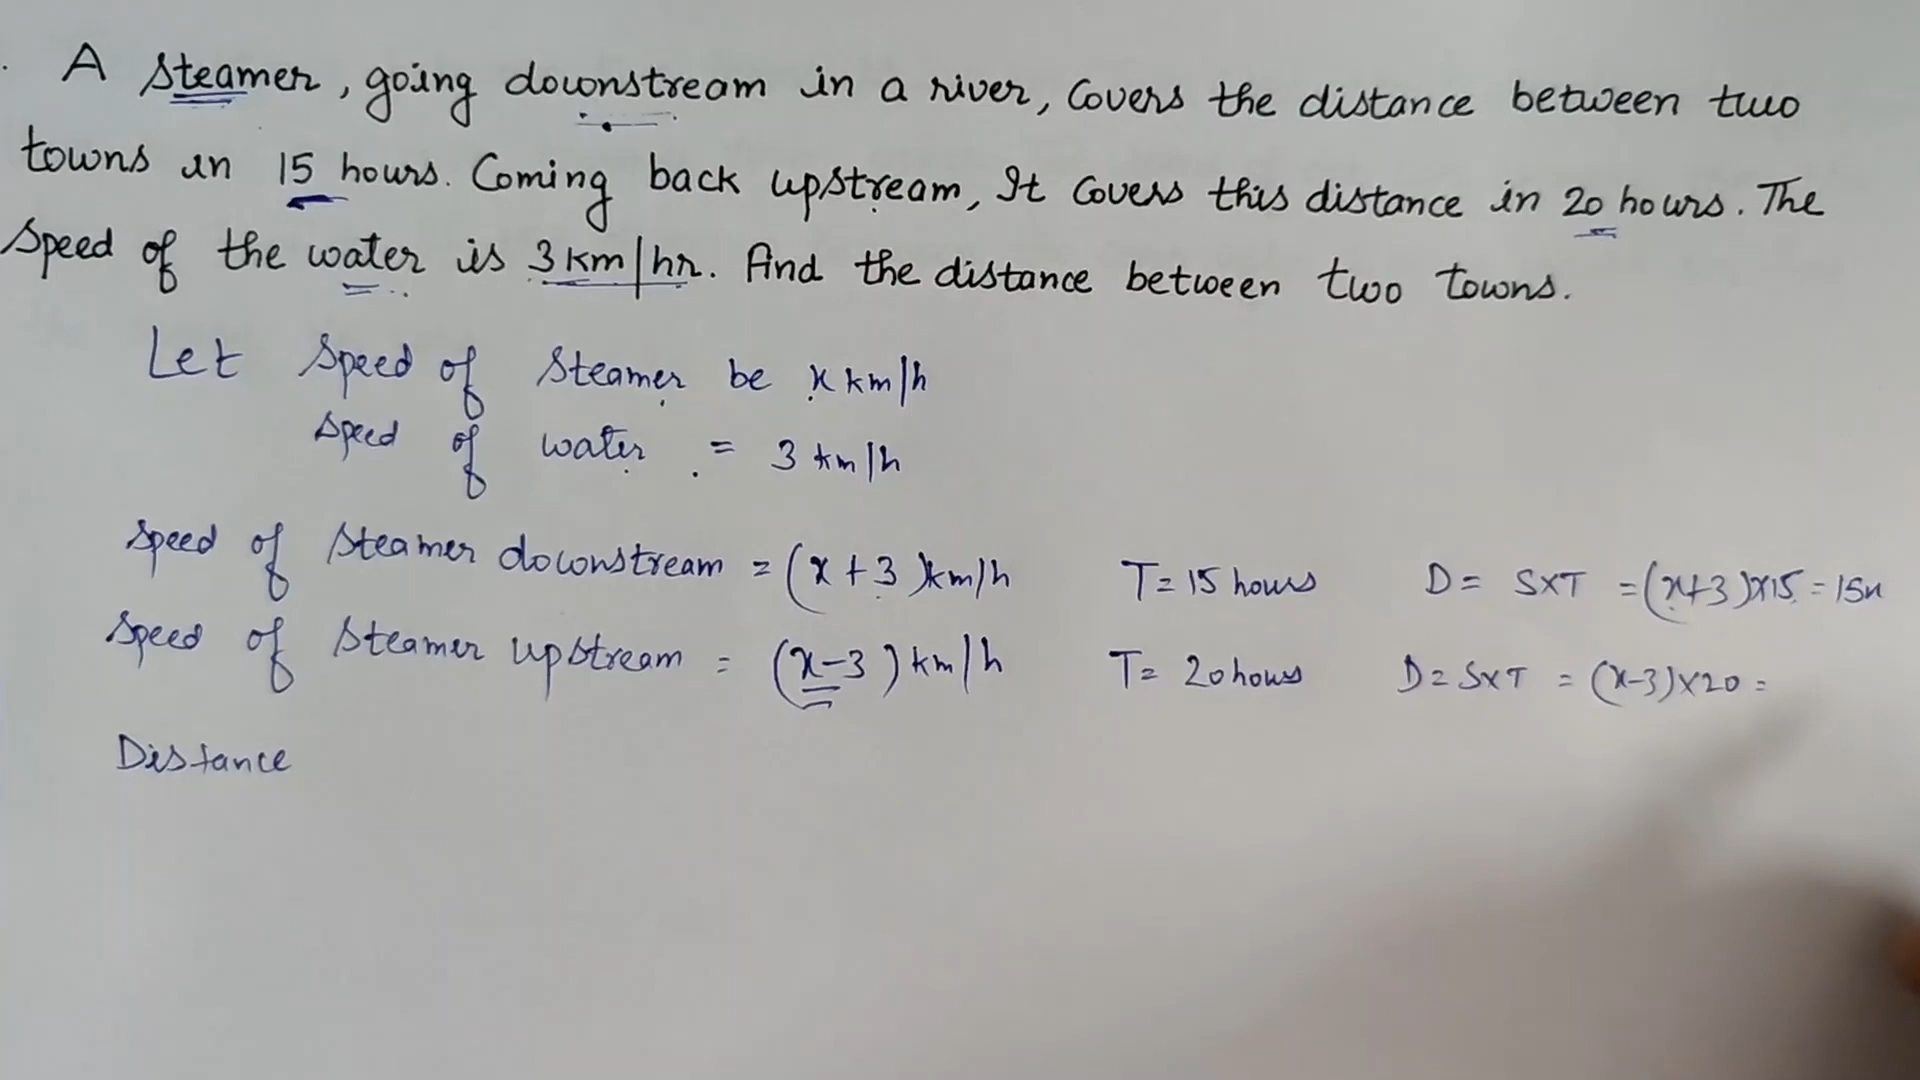 A steamer, going downstream in a river, Covers the distance between two
towns in 15 hours. Coming back upstream, It Covers this distance in 20 hours. The
Speed of the water is 3 km/hr. Find the distance between two towns.
Let Speed of Steamer be x km/h
Speed of water = 3 km/h
Speed of Steamer downstream = (x+3)km/h T= 15 hours D= S×T =(x+3)×15 = 15x
Speed of Steamer upstream = (x-3) km/h T= 20 hours D= S×T = (x-3)×20 =
Distance